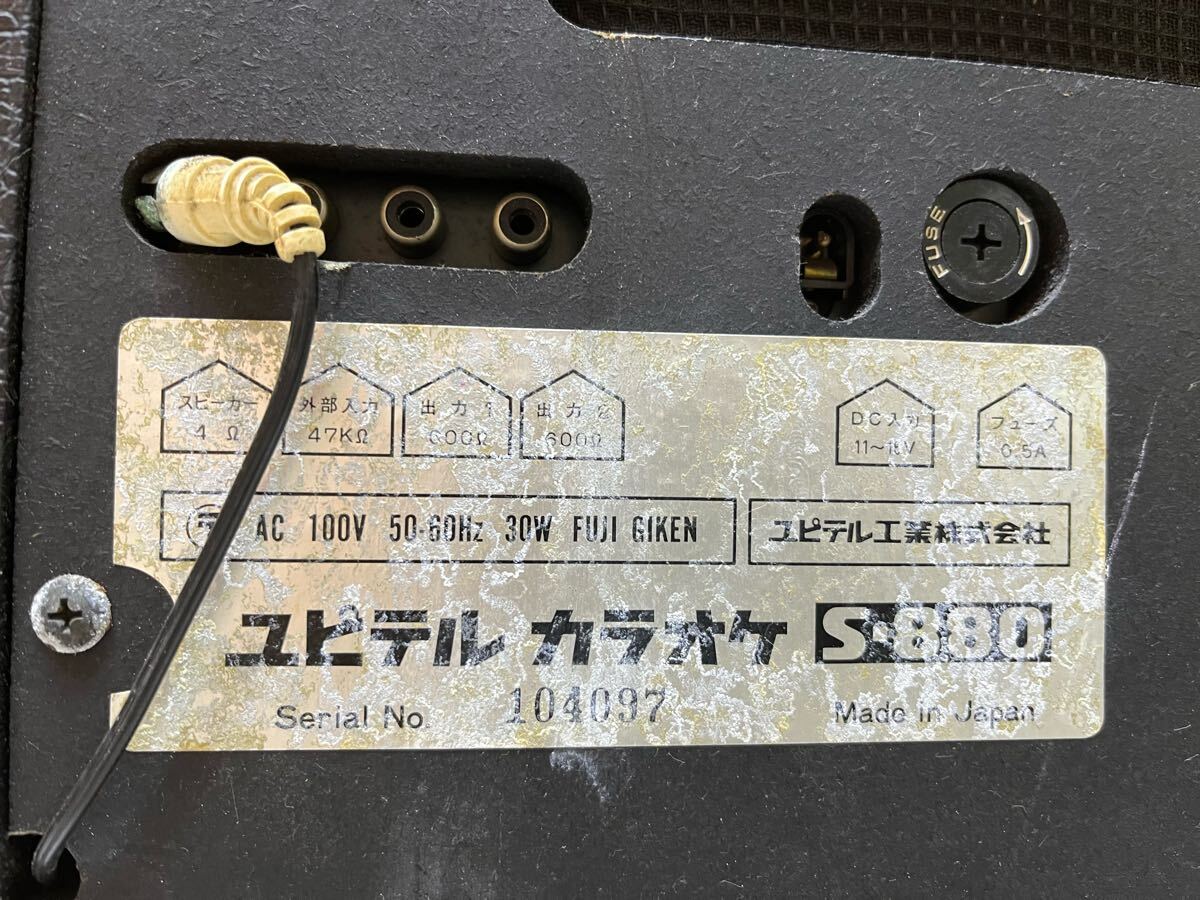 FUSE
スピーカー
4 Ω
外部入力
47KΩ
出力 1
600Ω
出力 2
600Ω
DC入力
フューズ
0.5A
AC 100V 50-60Hz 30W FUJI GIKEN
ユピテル工業株式会社
ユピテル カラオケ S-880
Serial No. 104097
Made in Japan